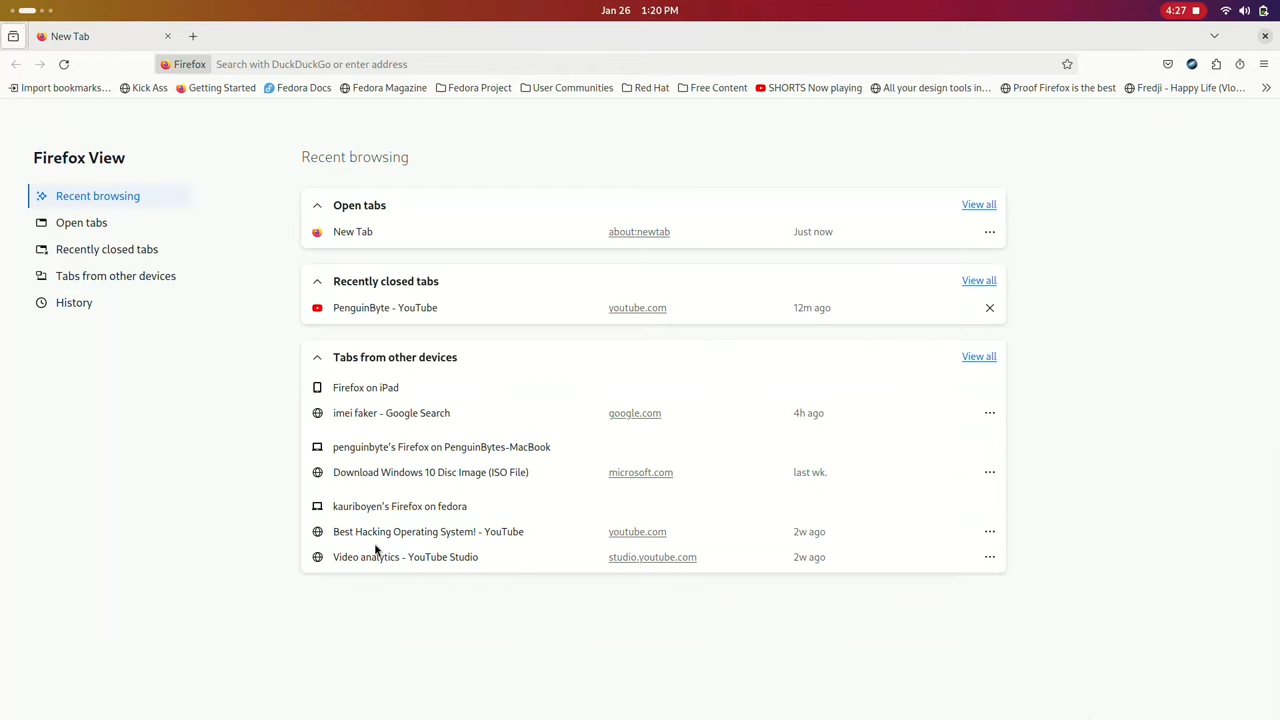 Jan 26 1:20 PM
4:27
New Tab
Firefox
Search with DuckDuckGo or enter address
Import bookmarks...
Kick Ass
Getting Started
Fedora Docs
Fedora Magazine
Fedora Project
User Communities
Red Hat
Free Content
SHORTS Now playing
All your design tools in...
Proof Firefox is the best
Fredji - Happy Life (Vlo...
Firefox View
Recent browsing
Open tabs
Recently closed tabs
Tabs from other devices
History
Recent browsing
Open tabs View all
New Tab about:newtab Just now
Recently closed tabs View all
PenguinByte - YouTube youtube.com 12m ago
Tabs from other devices View all
Firefox on iPad
imei faker - Google Search google.com 4h ago
penguinbyte's Firefox on PenguinBytes-MacBook
Download Windows 10 Disc Image (ISO File) microsoft.com last wk.
kauriboyen's Firefox on fedora
Best Hacking Operating System! - YouTube youtube.com 2w ago
Video analytics - YouTube Studio studio.youtube.com 2w ago